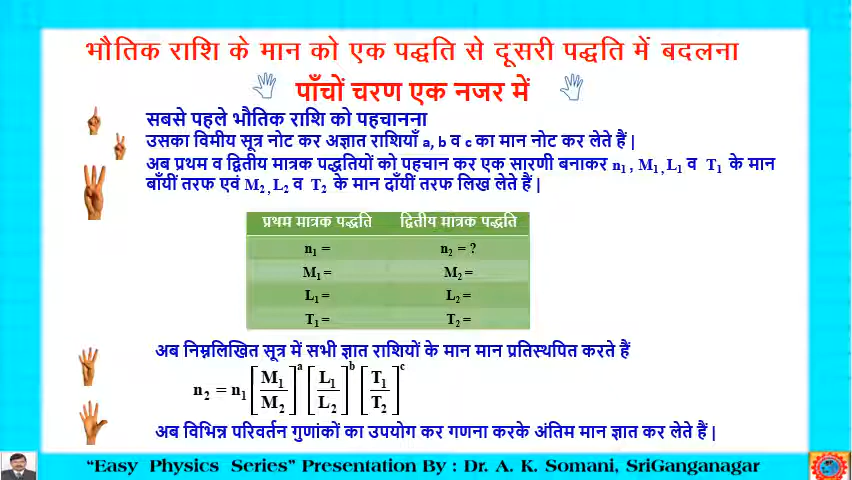 भौतिक राशि के मान को एक पद्धति से दूसरी पद्धति में बदलना
पाँचों चरण एक नजर में
सबसे पहले भौतिक राशि को पहचानना
उसका विमीय सूत्र नोट कर अज्ञात राशियाँ a, b व c का मान नोट कर लेते हैं |
अब प्रथम व द्वितीय मात्रक पद्धतियों को पहचान कर एक सारणी बनाकर n₁ , M₁ , L₁ व T₁ के मान
बाँयीं तरफ एवं M₂ , L₂ व T₂ के मान दाँयीं तरफ लिख लेते हैं |
प्रथम मात्रक पद्धति द्वितीय मात्रक पद्धति
n₁ = n₂ = ?
M₁ = M₂ =
L₁ = L₂ =
T₁ = T₂ =
अब निम्नलिखित सूत्र में सभी ज्ञात राशियों के मान मान प्रतिस्थपित करते हैं
n₂ = n₁ [M₁/M₂]ᵃ [L₁/L₂]ᵇ [T₁/T₂]ᶜ
अब विभिन्न परिवर्तन गुणांकों का उपयोग कर गणना करके अंतिम मान ज्ञात कर लेते हैं |
“Easy Physics Series” Presentation By : Dr. A. K. Somani, SriGanganagar